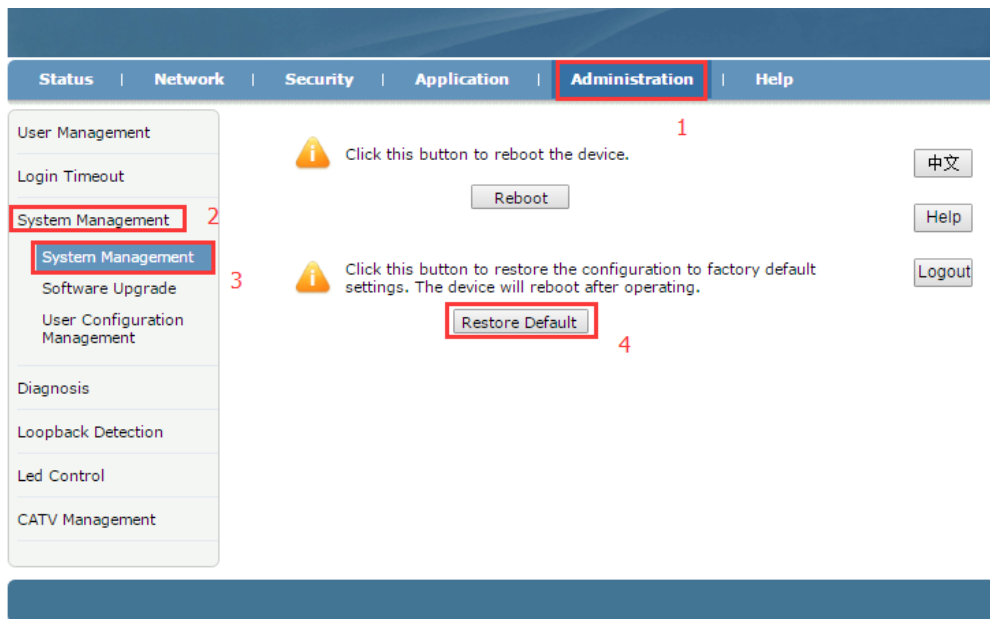 Status | Network | Security | Application | Administration | Help
1
User Management
Login Timeout
System Management 2
System Management
3
Software Upgrade
User Configuration
Management
Diagnosis
Loopback Detection
Led Control
CATV Management
Click this button to reboot the device.
Reboot
Click this button to restore the configuration to factory default
settings. The device will reboot after operating.
Restore Default
4
中文
Help
Logout